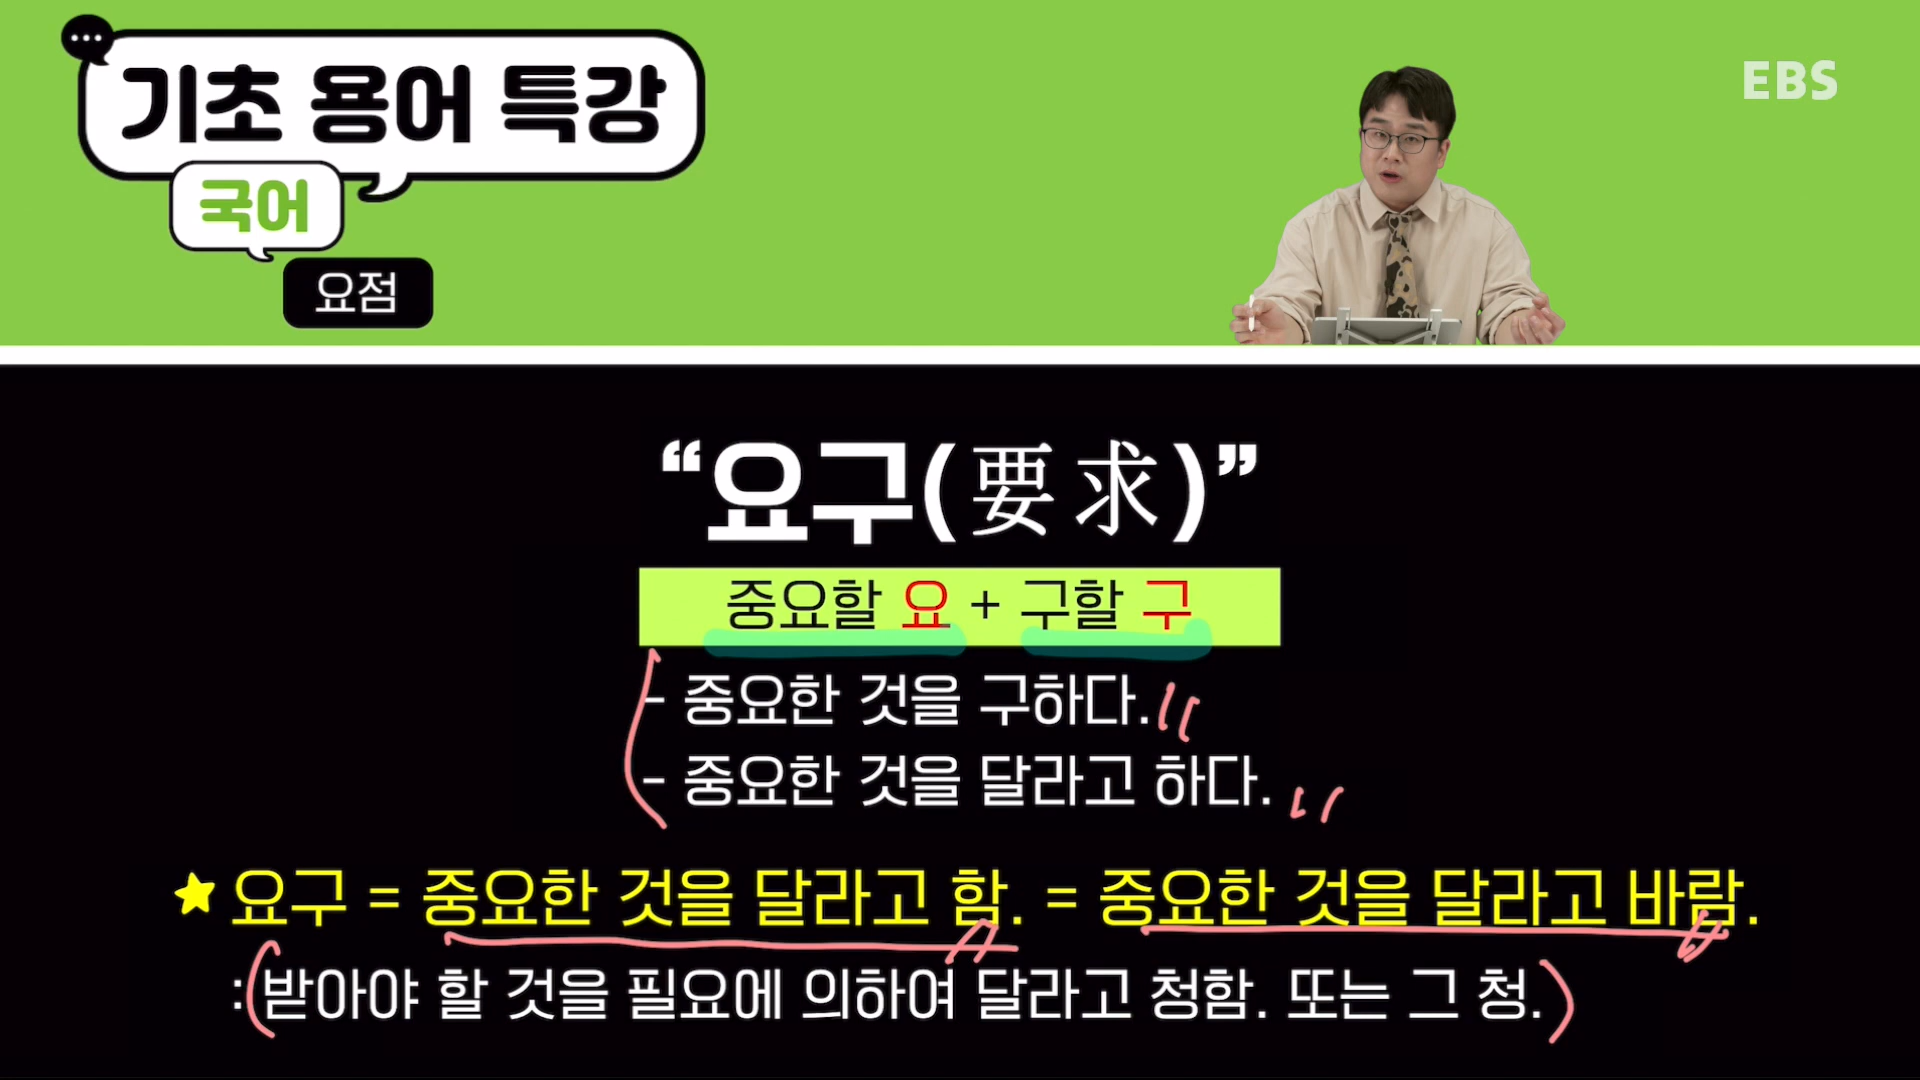 기초 용어 특강
EBS
국어
요점
“요구(要求)”
중요할 요 + 구할 구
- 중요한 것을 구하다.
- 중요한 것을 달라고 하다.
★ 요구 = 중요한 것을 달라고 함. = 중요한 것을 달라고 바람.
: 받아야 할 것을 필요에 의하여 달라고 청함. 또는 그 청.